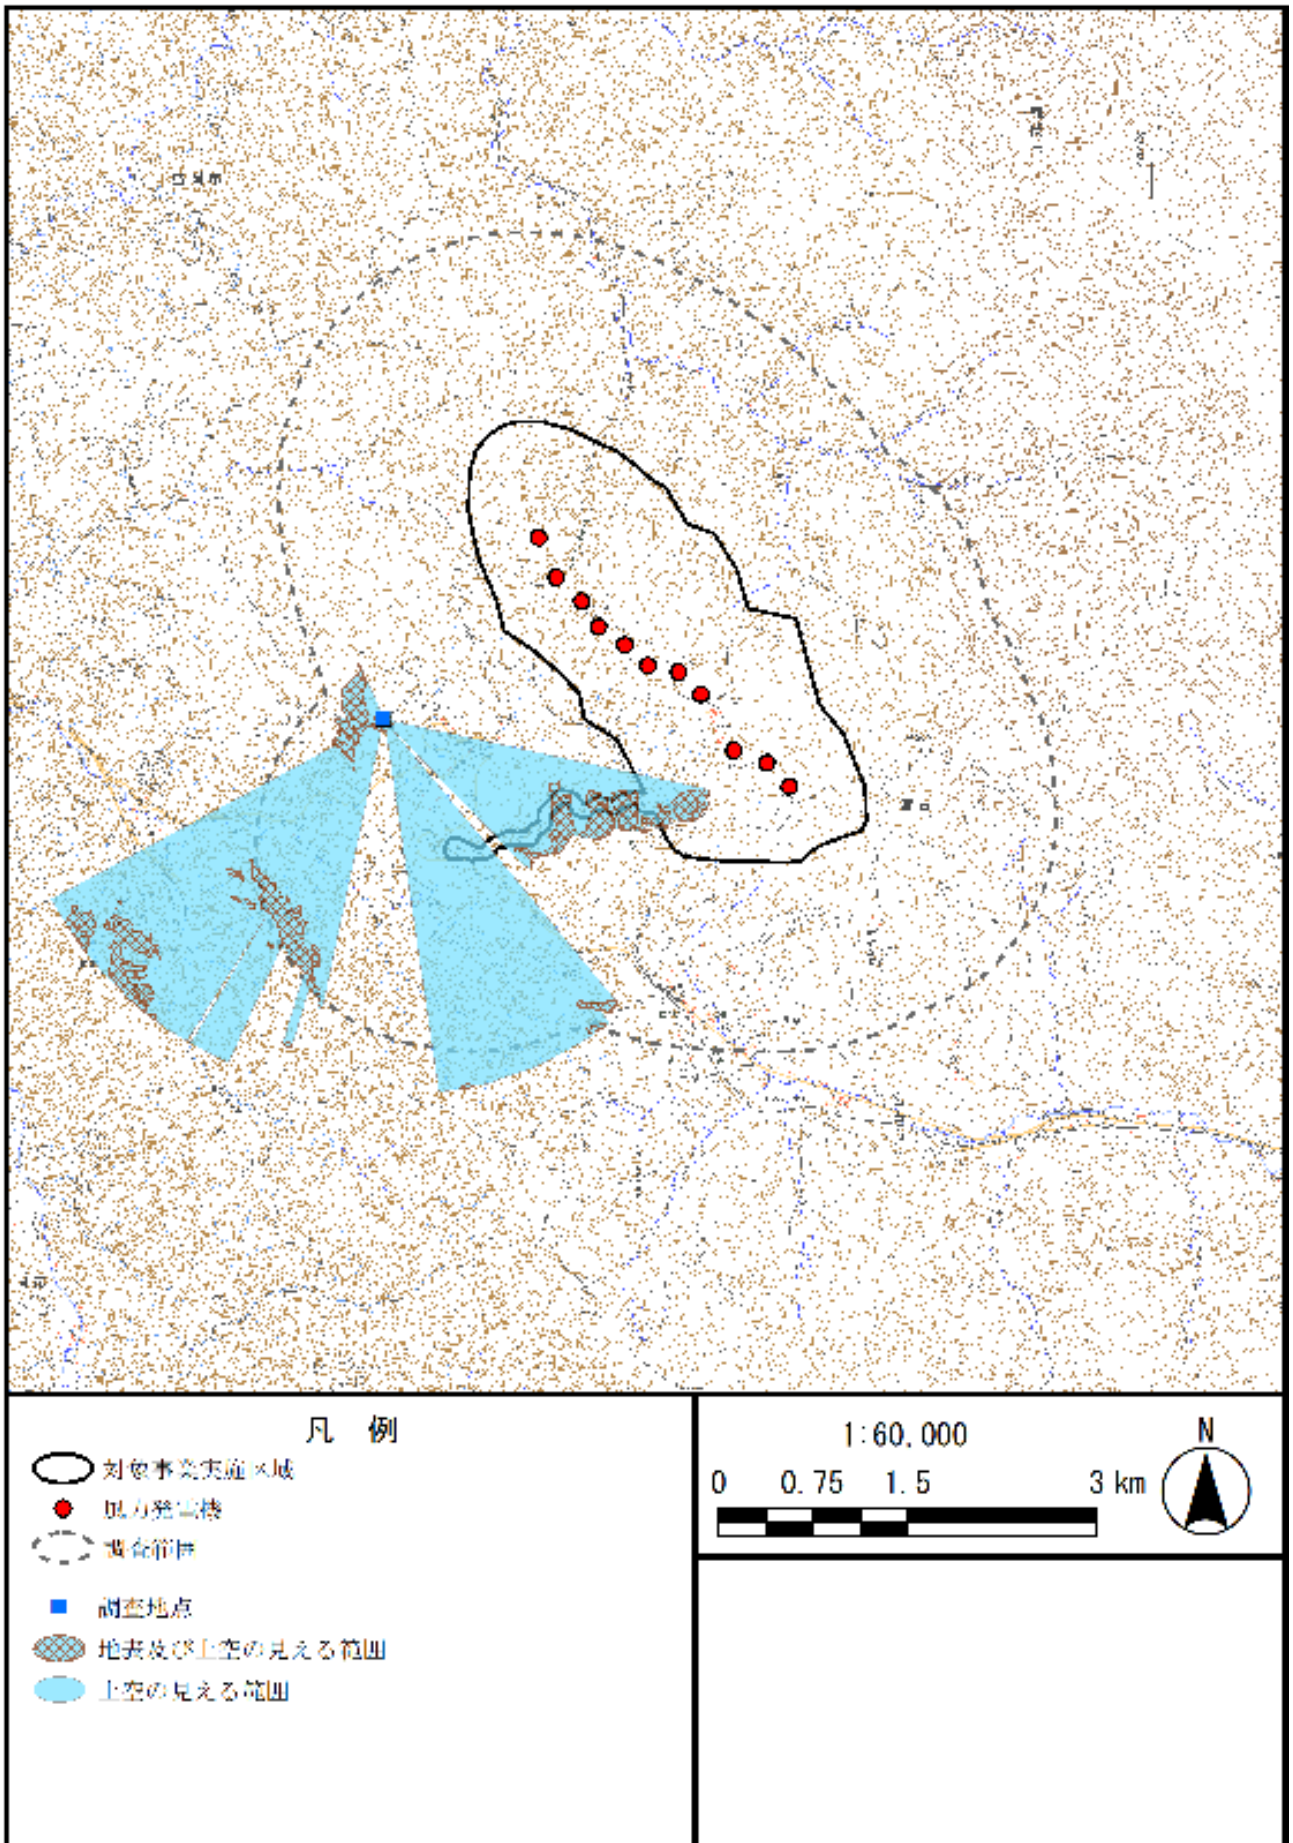 凡 例
対象事業実施区域
風力発電機
調査範囲
調査地点
地表及び上空の見える範囲
上空の見える範囲
1:60,000
N
0 0.75 1.5 3 km